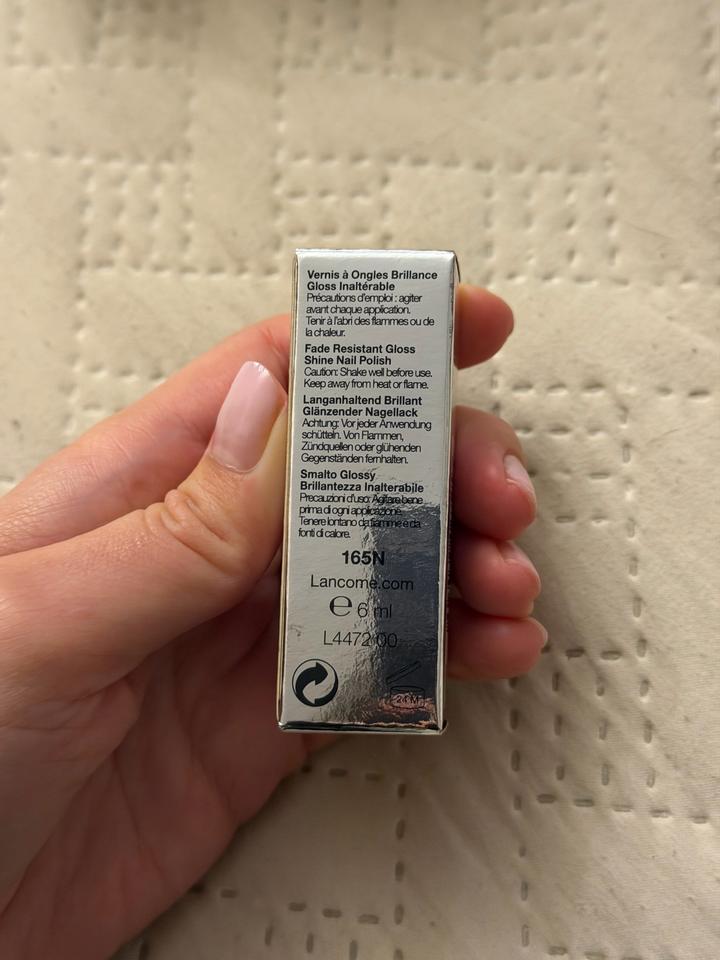 Vernis à Ongles Brillance
Gloss Inaltérable
Précautions d'emploi : agiter
avant chaque application.
Tenir à l'abri des flammes ou de
la chaleur.
Fade Resistant Gloss
Shine Nail Polish
Caution: Shake well before use.
Keep away from heat or flame.
Langanhaltend Brillant
Glänzender Nagellack
Achtung: Vor jeder Anwendung
schütteln. Von Flammen,
Zündquellen oder glühenden
Gegenständen fernhalten.
Smalto Glossy
Brillantezza Inalterabile
Precauzioni d'uso: Agitare bene
prima di ogni applicazione.
Tenere lontano da fiamme e da
fonti di calore.
165N
Lancome.com
℮ 6 ml
L4472 00
24 M